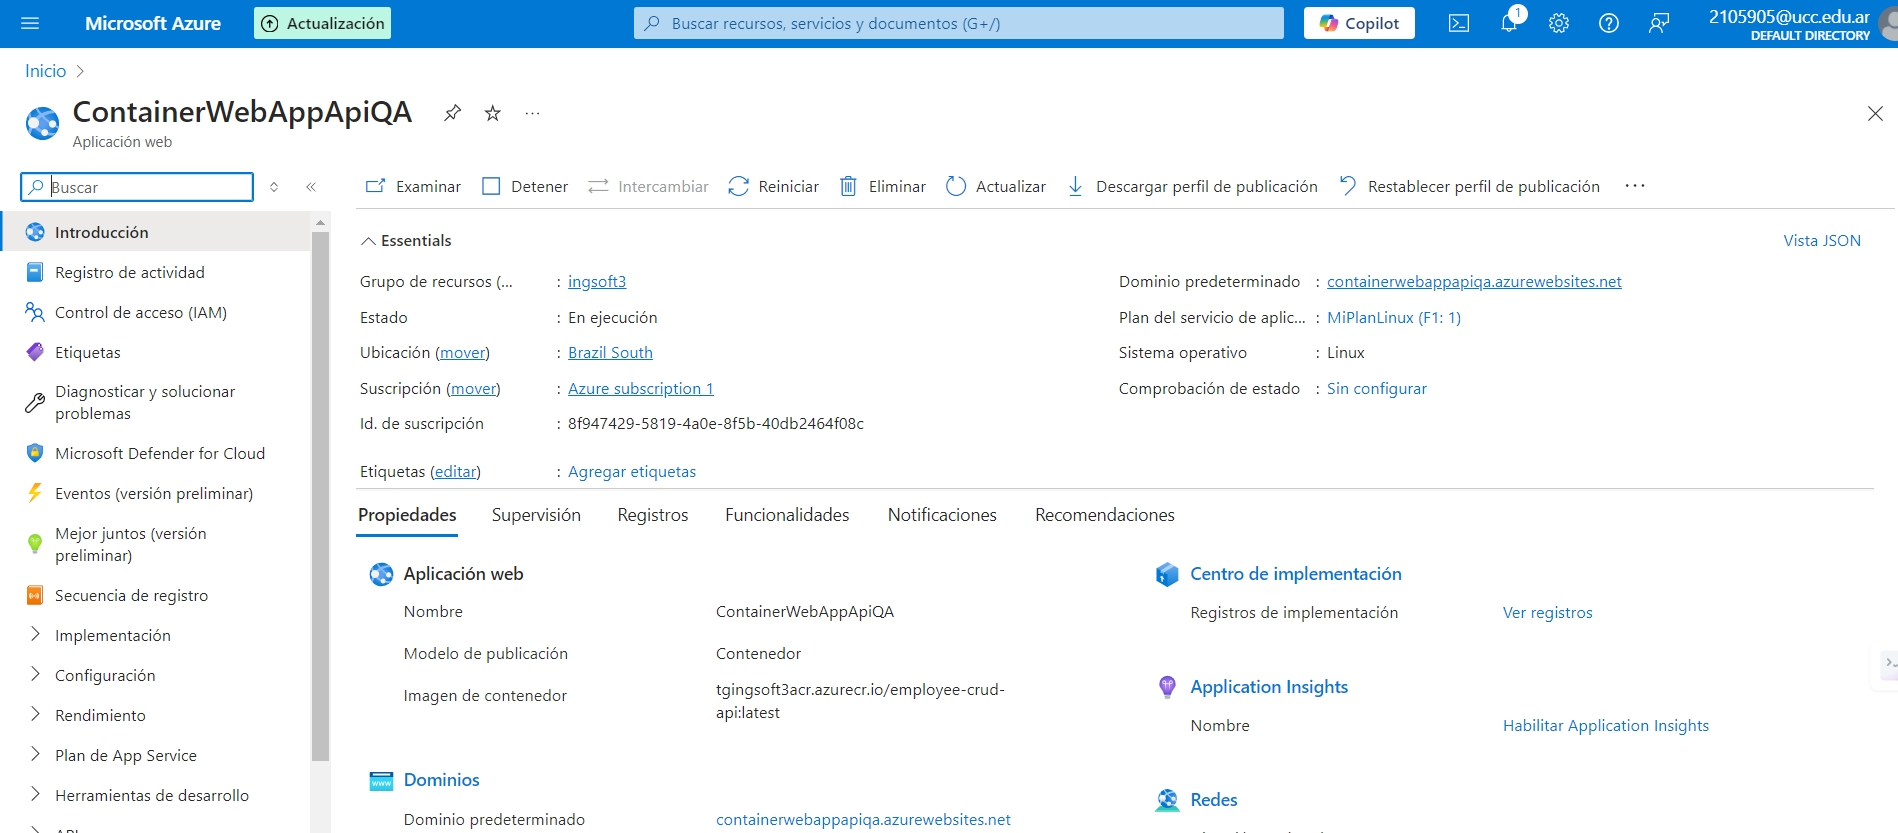 Microsoft Azure
Actualización
Buscar recursos, servicios y documentos (G+/)
Copilot
1
2105905@ucc.edu.ar
DEFAULT DIRECTORY
Inicio
ContainerWebAppApiQA
Aplicación web
Buscar
Introducción
Registro de actividad
Control de acceso (IAM)
Etiquetas
Diagnosticar y solucionar
problemas
Microsoft Defender for Cloud
Eventos (versión preliminar)
Mejor juntos (versión
preliminar)
Secuencia de registro
Implementación
Configuración
Rendimiento
Plan de App Service
Herramientas de desarrollo
Examinar
Detener
Intercambiar
Reiniciar
Eliminar
Actualizar
Descargar perfil de publicación
Restablecer perfil de publicación
Essentials
Vista JSON
Grupo de recursos (... : ingsoft3
Estado : En ejecución
Ubicación (mover) : Brazil South
Suscripción (mover) : Azure subscription 1
Id. de suscripción : 8f947429-5819-4a0e-8f5b-40db2464f08c
Etiquetas (editar) : Agregar etiquetas
Dominio predeterminado : containerwebappapiqa.azurewebsites.net
Plan del servicio de aplic... : MiPlanLinux (F1: 1)
Sistema operativo : Linux
Comprobación de estado : Sin configurar
Propiedades
Supervisión
Registros
Funcionalidades
Notificaciones
Recomendaciones
Aplicación web
Nombre ContainerWebAppApiQA
Modelo de publicación Contenedor
Imagen de contenedor tgingsoft3acr.azurecr.io/employee-crud-
api:latest
Dominios
www
Dominio predeterminado containerwebappapiqa.azurewebsites.net
Centro de implementación
Registros de implementación Ver registros
Application Insights
Nombre Habilitar Application Insights
Redes